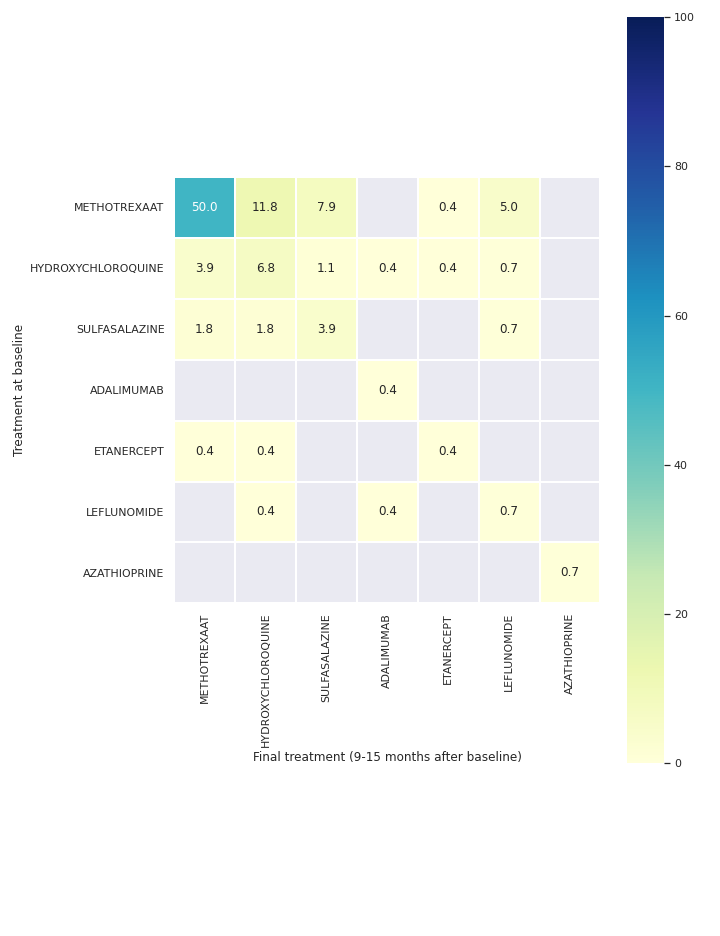 100
80
60
40
20
0
METHOTREXAAT 50.0 11.8 7.9 0.4 5.0
HYDROXYCHLOROQUINE 3.9 6.8 1.1 0.4 0.4 0.7
SULFASALAZINE 1.8 1.8 3.9 0.7
ADALIMUMAB 0.4
ETANERCEPT 0.4 0.4 0.4
LEFLUNOMIDE 0.4 0.4 0.7
AZATHIOPRINE 0.7
Treatment at baseline
METHOTREXAAT
HYDROXYCHLOROQUINE
SULFASALAZINE
ADALIMUMAB
ETANERCEPT
LEFLUNOMIDE
AZATHIOPRINE
Final treatment (9-15 months after baseline)